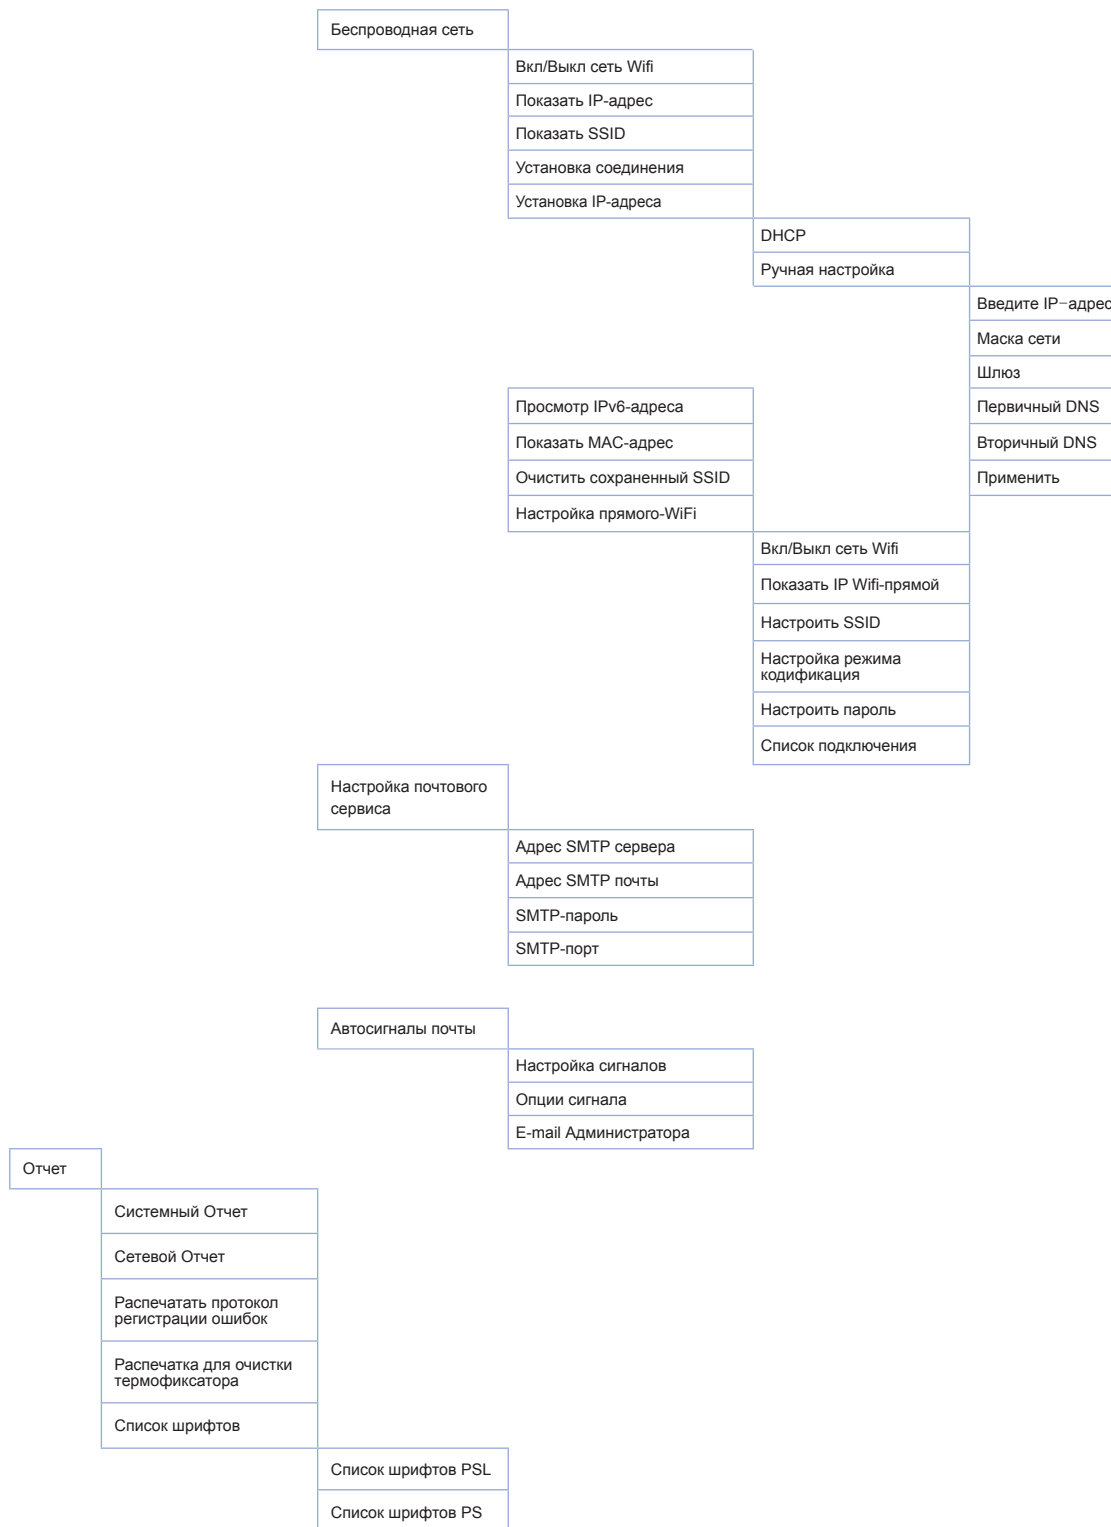 Беспроводная сеть
Вкл/Выкл сеть Wifi
Показать IP-адрес
Показать SSID
Установка соединения
Установка IP-адреса
DHCP
Ручная настройка
Введите IP-адрес
Маска сети
Шлюз
Просмотр IPv6-адреса
Первичный DNS
Показать MAC-адрес
Вторичный DNS
Очистить сохраненный SSID
Применить
Настройка прямого-WiFi
Вкл/Выкл сеть Wifi
Показать IP Wifi-прямой
Настроить SSID
Настройка режима
кодификация
Настроить пароль
Список подключения
Настройка почтового
сервиса
Адрес SMTP сервера
Адрес SMTP почты
SMTP-пароль
SMTP-порт
Автосигналы почты
Настройка сигналов
Опции сигнала
E-mail Администратора
Отчет
Системный Отчет
Сетевой Отчет
Распечатать протокол
регистрации ошибок
Распечатка для очистки
термофиксатора
Список шрифтов
Список шрифтов PSL
Список шрифтов PS